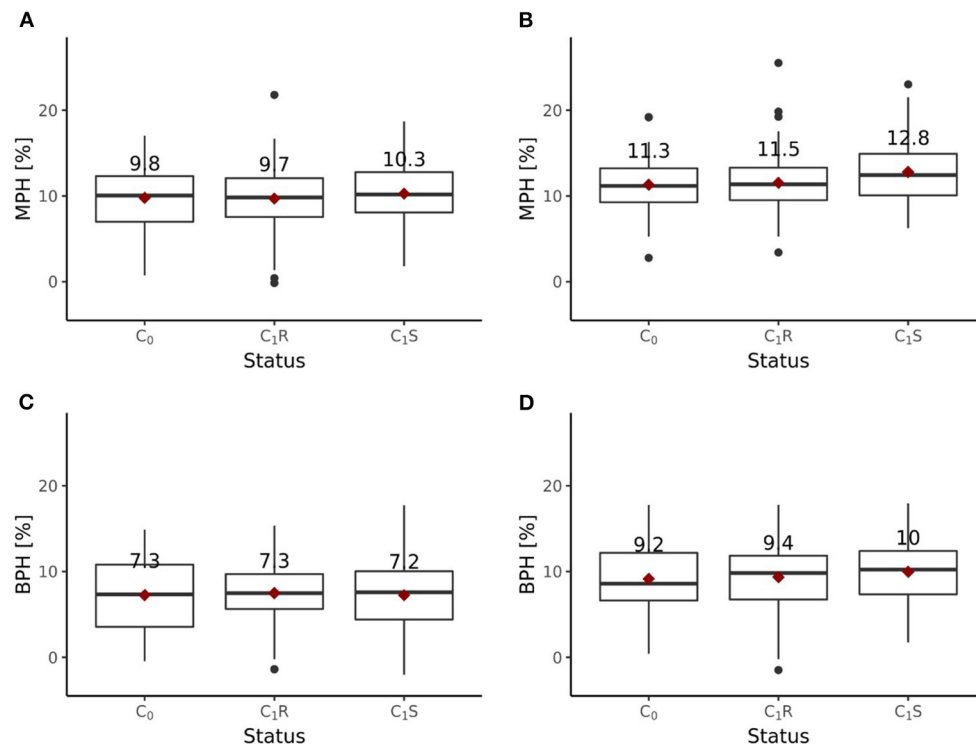 A
MPH [%]
20
10
0
9.8
9.7
10.3
C₀
C₁R
C₁S
Status
B
MPH [%]
20
10
0
11.3
11.5
12.8
C₀
C₁R
C₁S
Status
C
BPH [%]
20
10
0
7.3
7.3
7.2
C₀
C₁R
C₁S
Status
D
BPH [%]
20
10
0
9.2
9.4
10
C₀
C₁R
C₁S
Status